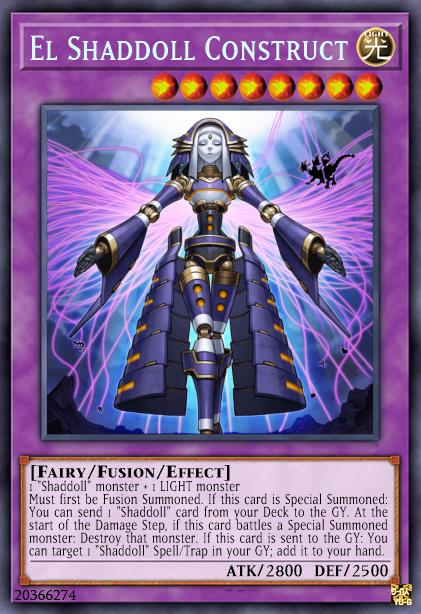 El Shaddoll Construct
LIGHT
光
[Fairy/Fusion/Effect]
1 "Shaddoll" monster + 1 LIGHT monster
Must first be Fusion Summoned. If this card is Special Summoned:
You can send 1 "Shaddoll" card from your Deck to the GY. At the
start of the Damage Step, if this card battles a Special Summoned
monster: Destroy that monster. If this card is sent to the GY: You
can target 1 "Shaddoll" Spell/Trap in your GY; add it to your hand.
ATK/2800 DEF/2500
20366274